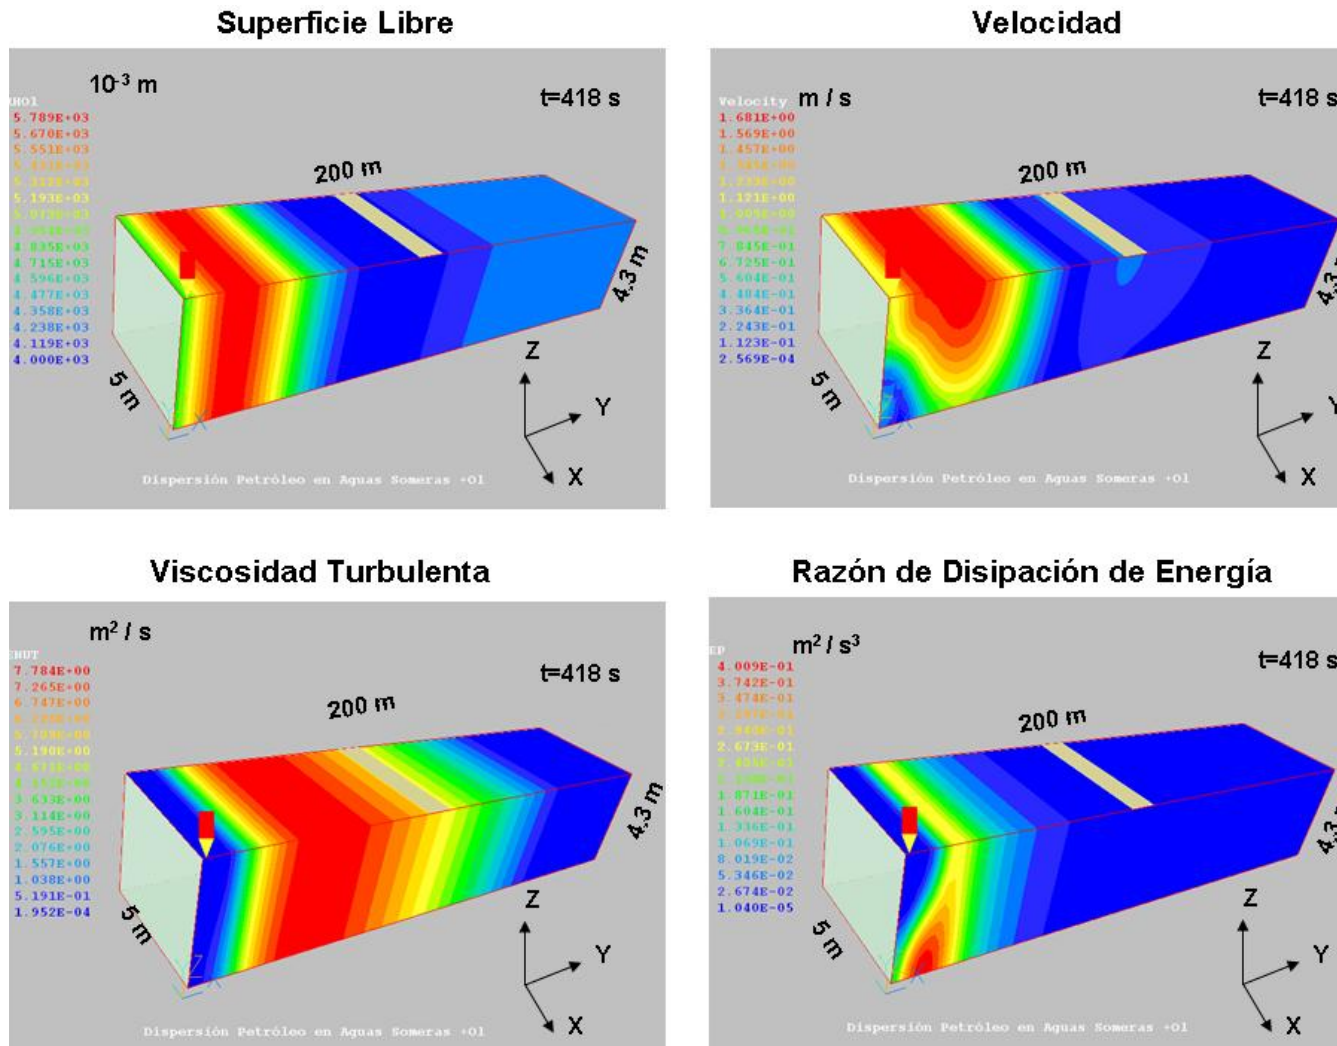 Superficie Libre
10-3 m
t=418 s
5.789E+03
5.670E+03
5.551E+03
5.193E+03
4.835E+03
4.715E+03
4.596E+03
4.477E+03
4.358E+03
4.238E+03
4.119E+03
4.000E+03
200 m
4.3 m
5 m
Z
Y
X
X
Dispersión Petróleo en Aguas Someras +Ol
Velocidad
Velocity
m / s
t=418 s
1.681E+00
1.569E+00
1.457E+00
1.121E+00
7.845E-01
6.725E-01
5.604E-01
4.484E-01
3.364E-01
2.243E-01
1.123E-01
2.569E-04
200 m
4.3
5 m
Z
Y
X
Dispersión Petróleo en Aguas Someras +Ol
Viscosidad Turbulenta
m2 / s
t=418 s
7.784E+00
7.265E+00
6.747E+00
5.190E+00
3.633E+00
3.114E+00
2.595E+00
2.076E+00
1.557E+00
1.038E+00
5.191E-01
1.952E-04
200 m
4.3 m
5 m
Z
Z
Y
X
Dispersión Petróleo en Aguas Someras +Ol
Razón de Disipación de Energía
EP
m2 / s3
t=418 s
4.009E-01
3.742E-01
3.474E-01
2.673E-01
1.871E-01
1.604E-01
1.336E-01
1.069E-01
8.019E-02
5.346E-02
2.674E-02
1.040E-05
200 m
4.3
5 m
Z
Y
X
Dispersión Petróleo en Aguas Someras +Ol